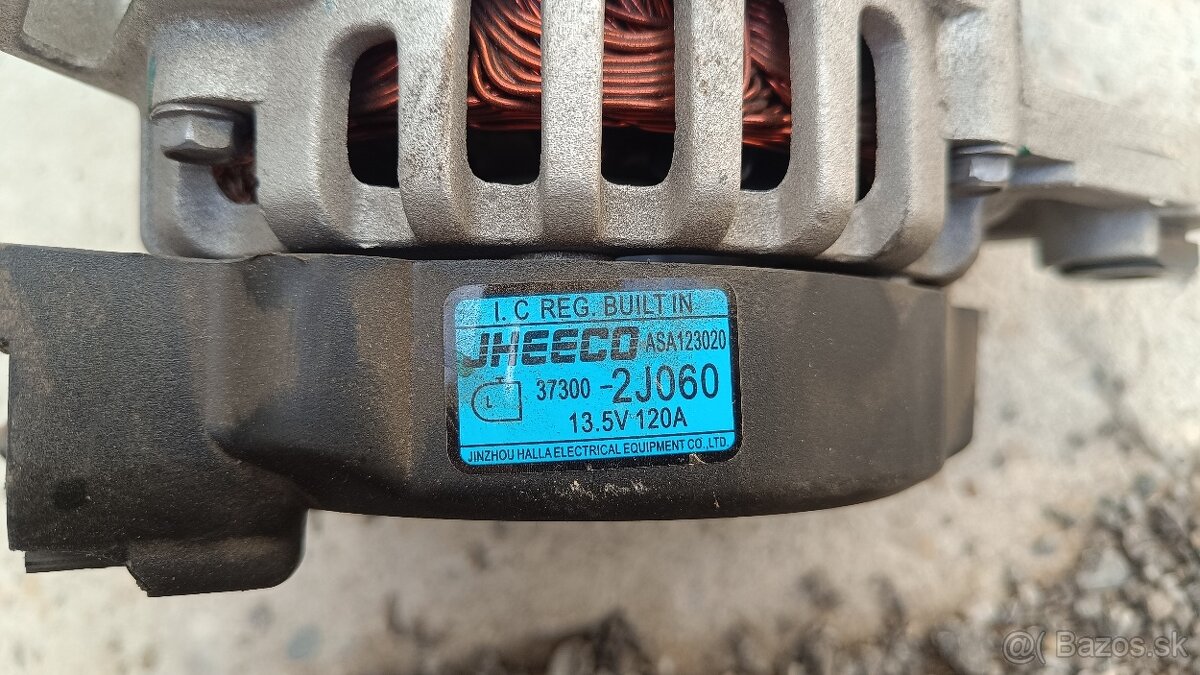 I. C REG. BUILT IN
JHEECO ASA123020
L 37300 -2J060
13.5V 120A
JINZHOU HALLA ELECTRICAL EQUIPMENT CO.,LTD
Bazos.sk